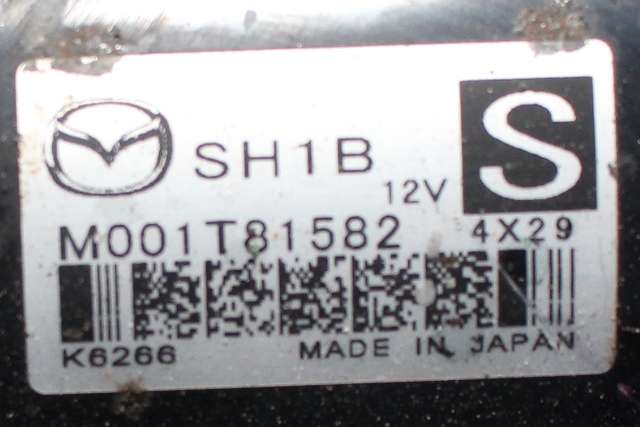 SH1B
S
12V
M001T81582
4X29
K6266
MADE IN JAPAN